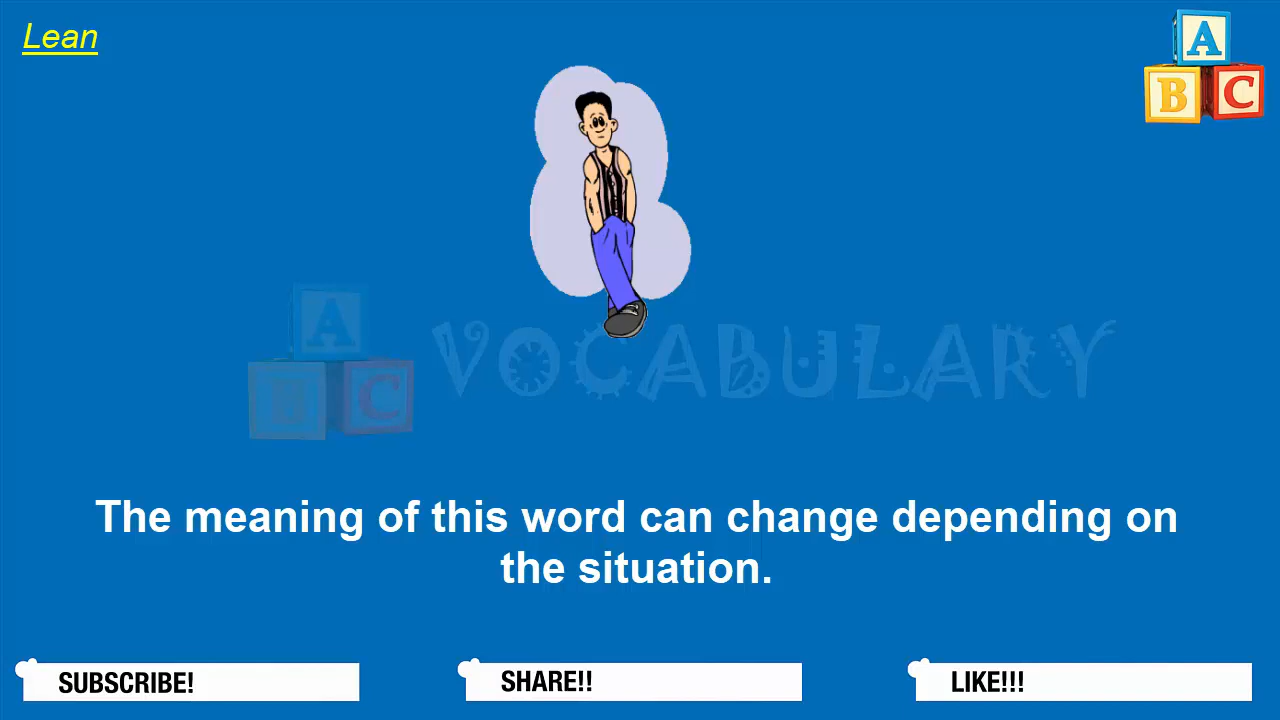 Lean
A
B C
A
B C VOCABULARY
The meaning of this word can change depending on
the situation.
SUBSCRIBE!
SHARE!!
LIKE!!!